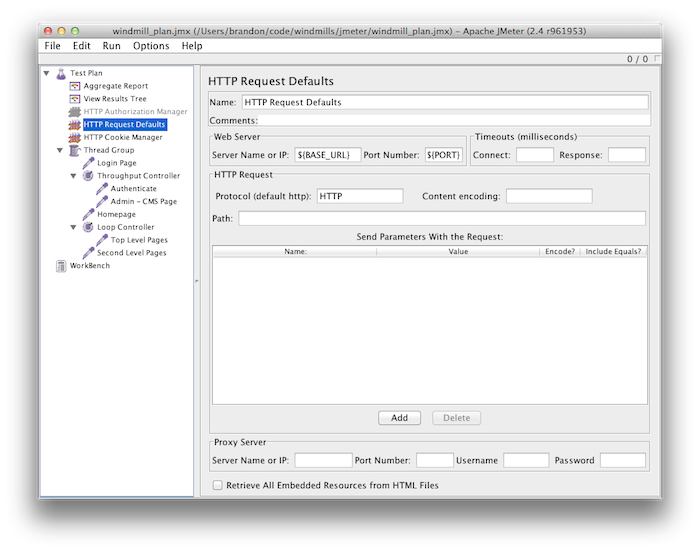 windmill_plan.jmx (/Users/brandon/code/windmills/jmeter/windmill_plan.jmx) - Apache JMeter (2.4 r961953)
File Edit Run Options Help
0 / 0
Test Plan
Aggregate Report
View Results Tree
HTTP Authorization Manager
HTTP Request Defaults
HTTP Cookie Manager
Thread Group
Login Page
Throughput Controller
Authenticate
Admin - CMS Page
Homepage
Loop Controller
Top Level Pages
Second Level Pages
WorkBench
HTTP Request Defaults
Name: HTTP Request Defaults
Comments:
Web Server
Server Name or IP: ${BASE_URL} Port Number: ${PORT}
Timeouts (milliseconds)
Connect: Response:
HTTP Request
Protocol (default http): HTTP Content encoding:
Path:
Send Parameters With the Request:
Name: Value Encode? Include Equals?
Add Delete
Proxy Server
Server Name or IP: Port Number: Username Password
Retrieve All Embedded Resources from HTML Files